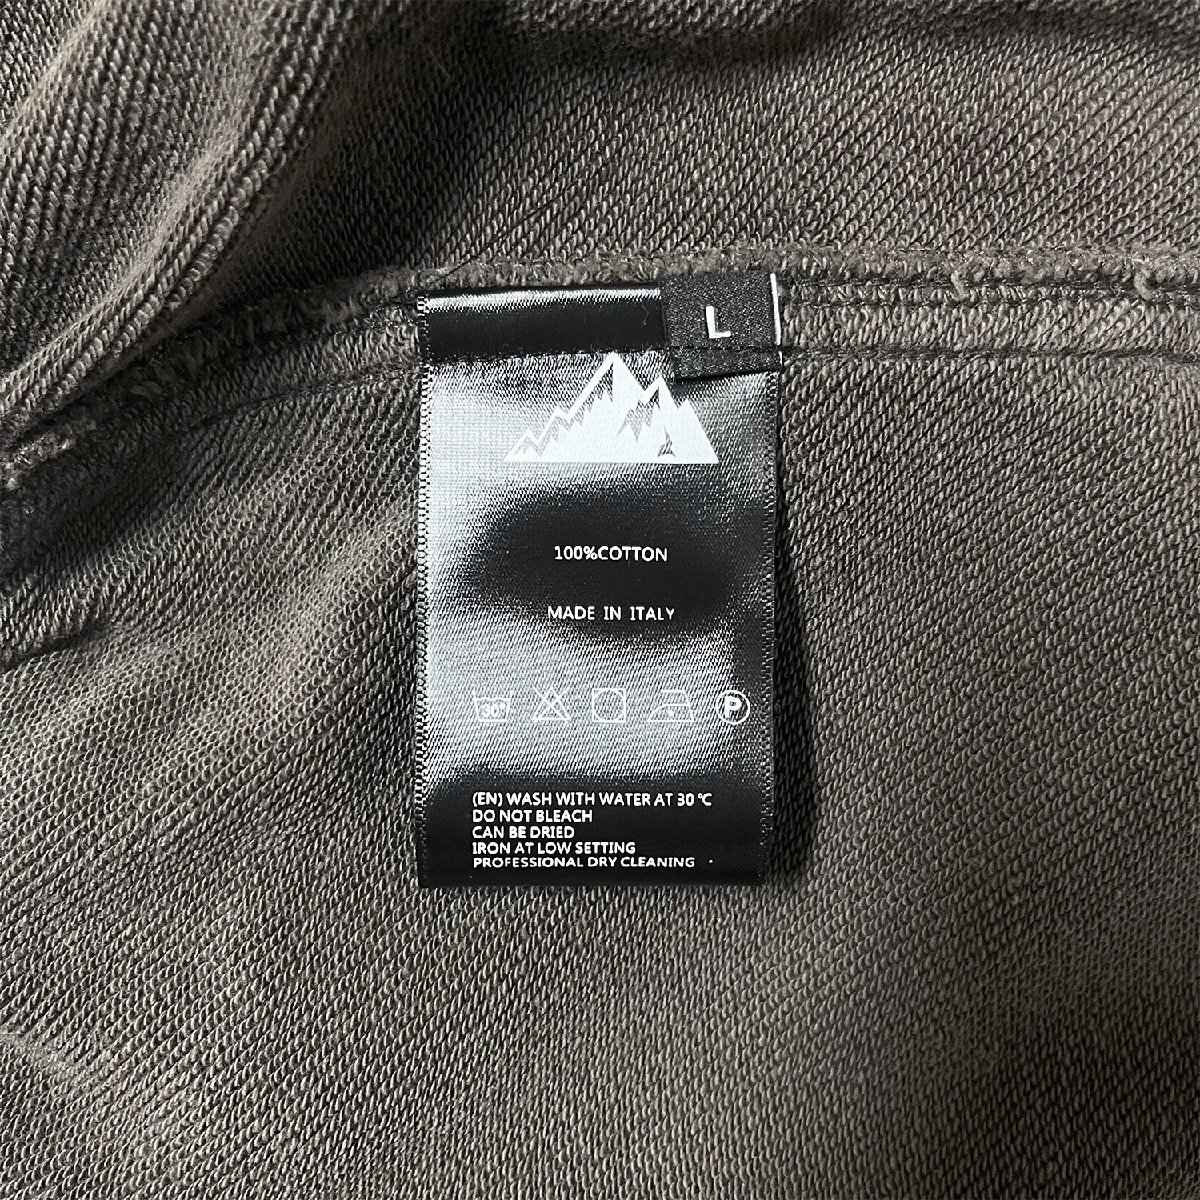 L
100%COTTON
MADE IN ITALY
30°
P
(EN) WASH WITH WATER AT 30 °C
DO NOT BLEACH
CAN BE DRIED
IRON AT LOW SETTING
PROFESSIONAL DRY CLEANING